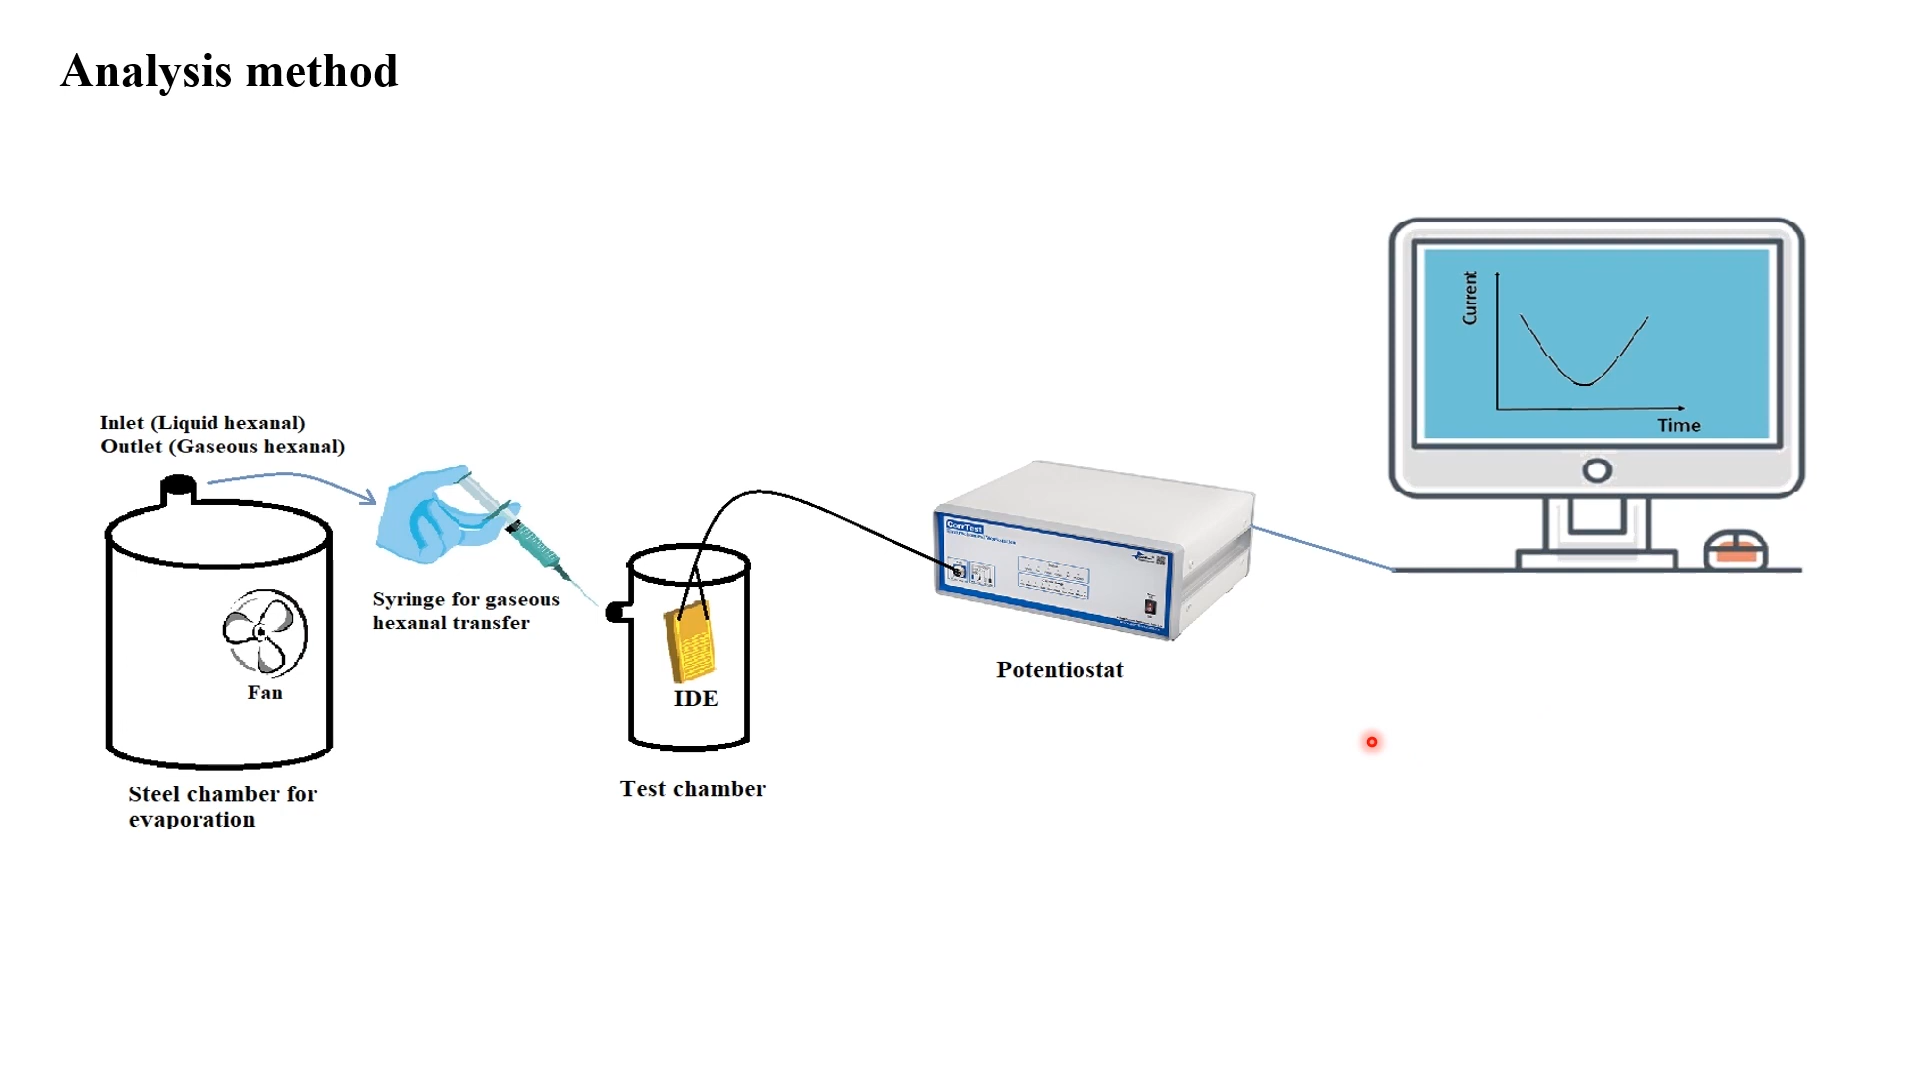 Analysis method
Current
Time
Inlet (Liquid hexanal)
Outlet (Gaseous hexanal)
Syringe for gaseous
hexanal transfer
Fan
Steel chamber for
evaporation
IDE
Test chamber
CorrTest
Potentiostat